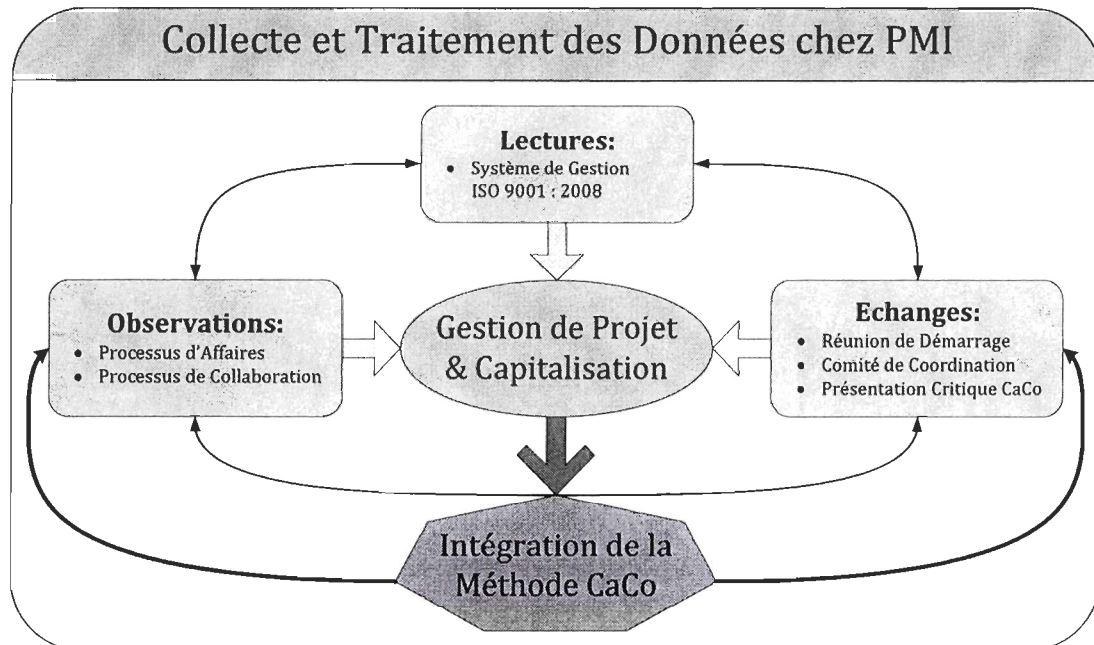 Collecte et Traitement des Données chez PMI
Lectures:
• Système de Gestion
ISO 9001 : 2008
Observations:
• Processus d'Affaires
• Processus de Collaboration
Gestion de Projet
& Capitalisation
Echanges:
• Réunion de Démarrage
• Comité de Coordination
• Présentation Critique CaCo
Intégration de la
Méthode CaCo